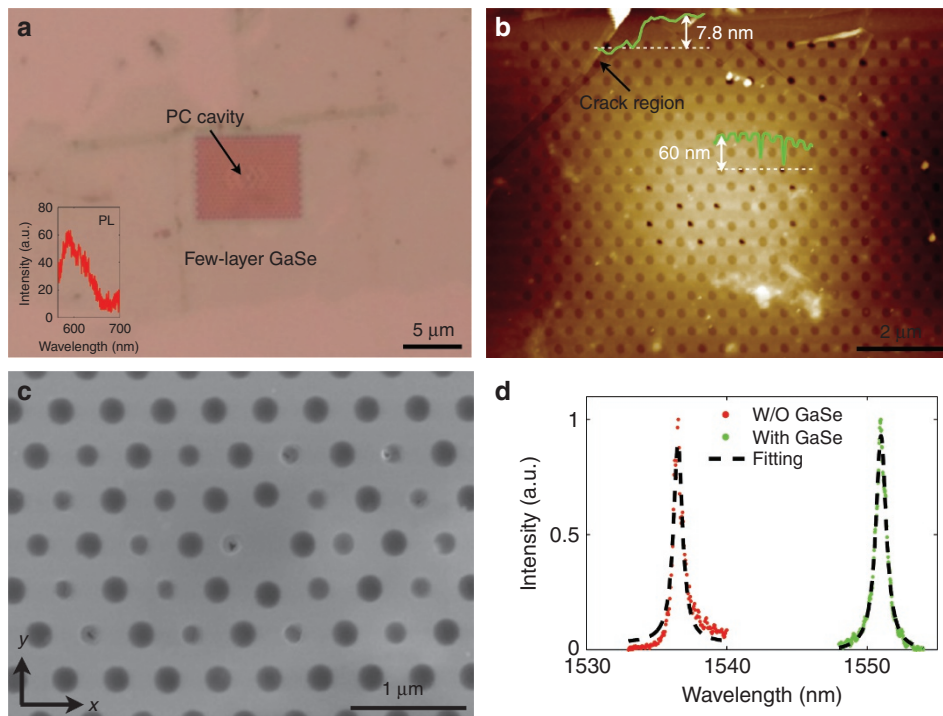 a
PC cavity
Few-layer GaSe
80
60
40
20
0
PL
Intensity (a.u.)
600
700
Wavelength (nm)
5 μm
b
7.8 nm
Crack region
60 nm
2 μm
c
y
x
1 μm
d
1
0.5
0
Intensity (a.u.)
W/O GaSe
With GaSe
Fitting
1530
1540
1550
Wavelength (nm)